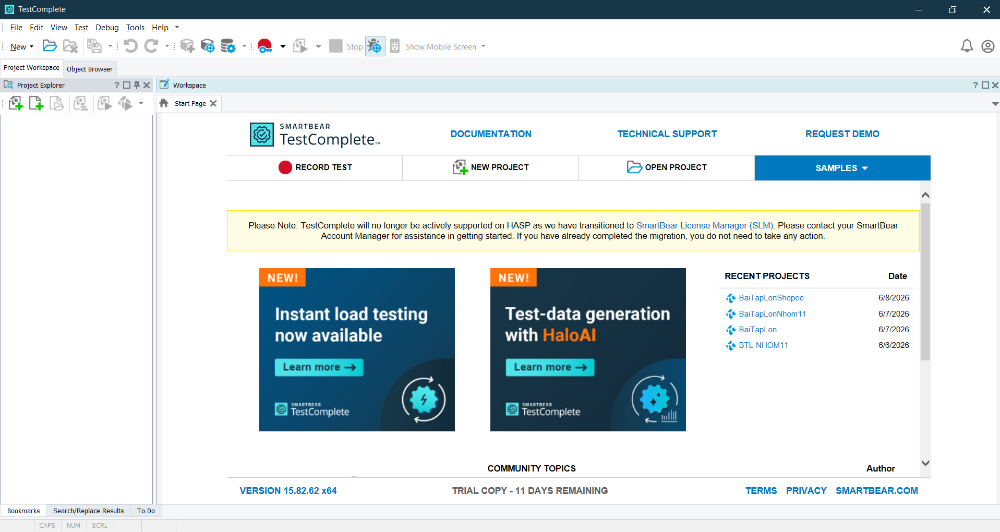 TestComplete
File Edit View Test Debug Tools Help
New Stop Show Mobile Screen
Project Workspace Object Browser
Project Explorer ? Workspace ?
Start Page
SMARTBEAR
TestComplete™
DOCUMENTATION TECHNICAL SUPPORT REQUEST DEMO
RECORD TEST NEW PROJECT OPEN PROJECT SAMPLES
Please Note: TestComplete will no longer be actively supported on HASP as we have transitioned to SmartBear License Manager (SLM). Please contact your SmartBear
Account Manager for assistance in getting started. If you have already completed the migration, you do not need to take any action.
NEW!
Instant load testing
now available
Learn more →
SMARTBEAR
TestComplete
NEW!
Test-data generation
with HaloAI
Learn more →
SMARTBEAR
TestComplete
RECENT PROJECTS Date
BaiTapLonShopee 6/8/2026
BaiTapLonNhom11 6/7/2026
BaiTapLon 6/7/2026
BTL-NHOM11 6/6/2026
COMMUNITY TOPICS Author
VERSION 15.82.62 x64 TRIAL COPY - 11 DAYS REMAINING TERMS PRIVACY SMARTBEAR.COM
Bookmarks Search/Replace Results To Do
CAPS NUM SCRL